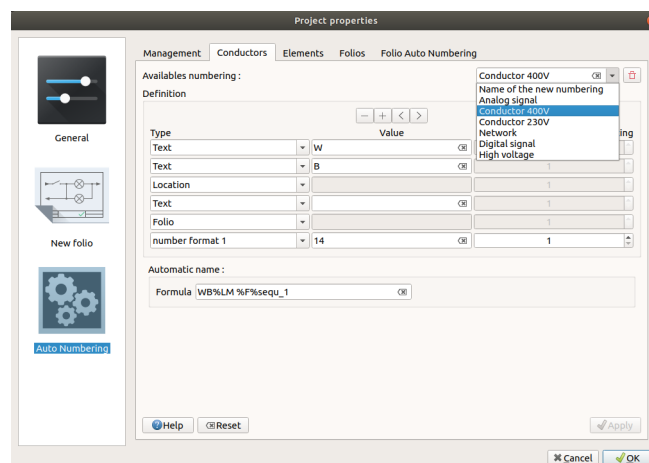 Project properties
Management Conductors Elements Folios Folio Auto Numbering
Availables numbering : Conductor 400V
Definition
Name of the new numbering
Analog signal
Conductor 400V
Conductor 230V
Network
Digital signal
High voltage
− + < >
Type Value ing
Text W
Text B 1
Location 1
Text 1
Folio 1
number format 1 14 1
Automatic name :
Formula WB%LM %F%sequ_1
General
New folio
Auto Numbering
Help Reset Apply
Cancel OK